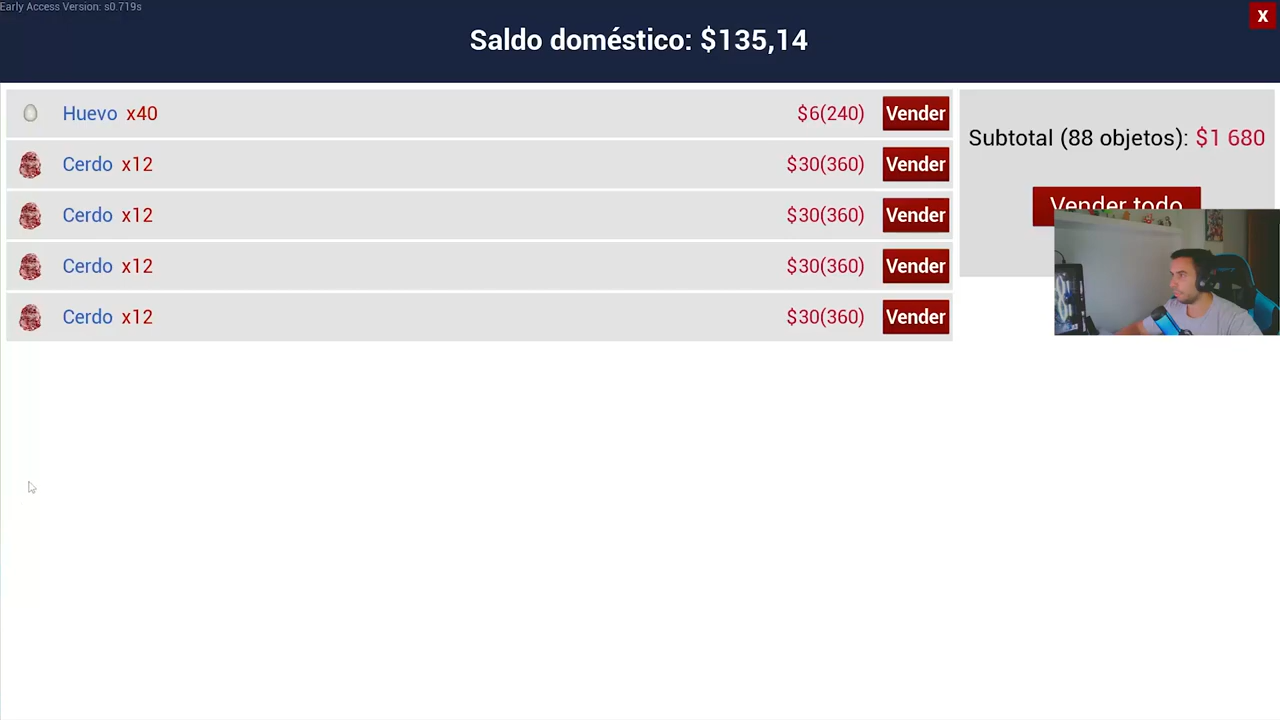 Early Access Version: s0.719s
X
Saldo doméstico: $135,14
Huevo x40 $6(240) Vender
Cerdo x12 $30(360) Vender
Cerdo x12 $30(360) Vender
Cerdo x12 $30(360) Vender
Cerdo x12 $30(360) Vender
Subtotal (88 objetos): $1 680
Vender todo